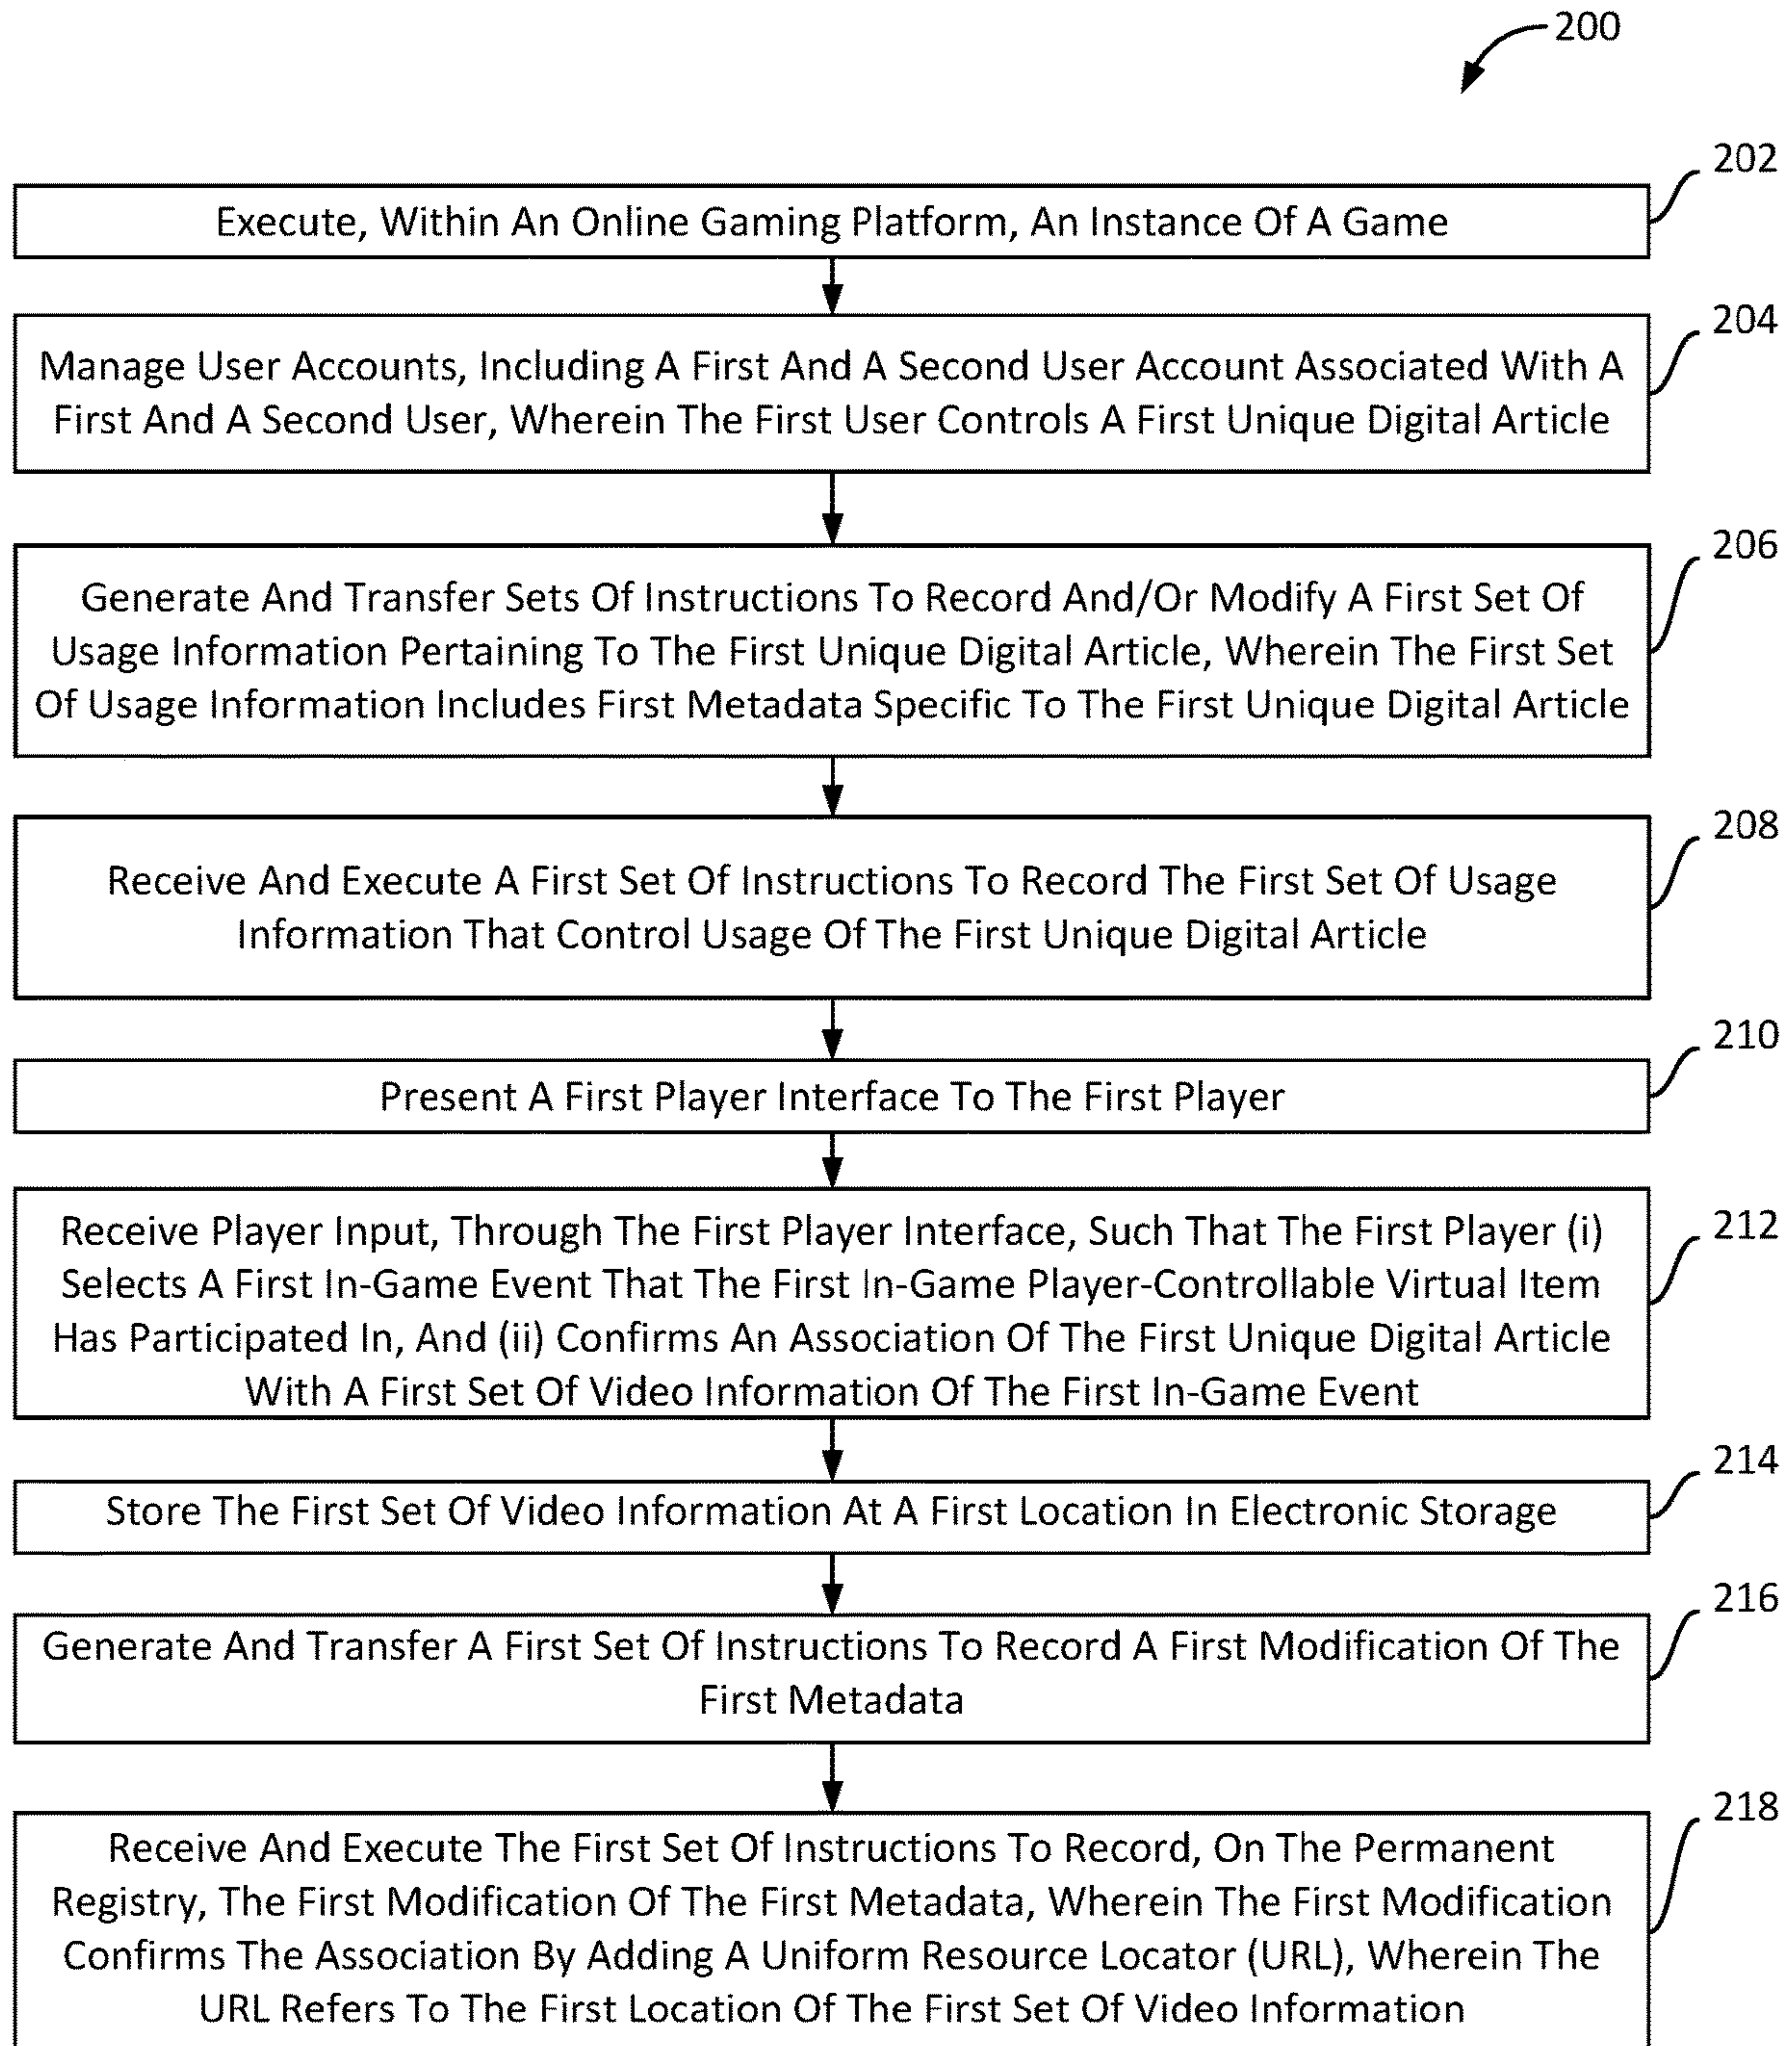 200
202
Execute, Within An Online Gaming Platform, An Instance Of A Game
204
Manage User Accounts, Including A First And A Second User Account Associated With A
First And A Second User, Wherein The First User Controls A First Unique Digital Article
206
Generate And Transfer Sets Of Instructions To Record And/Or Modify A First Set Of
Usage Information Pertaining To The First Unique Digital Article, Wherein The First Set
Of Usage Information Includes First Metadata Specific To The First Unique Digital Article
208
Receive And Execute A First Set Of Instructions To Record The First Set Of Usage
Information That Control Usage Of The First Unique Digital Article
210
Present A First Player Interface To The First Player
212
Receive Player Input, Through The First Player Interface, Such That The First Player (i)
Selects A First In-Game Event That The First In-Game Player-Controllable Virtual Item
Has Participated In, And (ii) Confirms An Association Of The First Unique Digital Article
With A First Set Of Video Information Of The First In-Game Event
214
Store The First Set Of Video Information At A First Location In Electronic Storage
216
Generate And Transfer A First Set Of Instructions To Record A First Modification Of The
First Metadata
218
Receive And Execute The First Set Of Instructions To Record, On The Permanent
Registry, The First Modification Of The First Metadata, Wherein The First Modification
Confirms The Association By Adding A Uniform Resource Locator (URL), Wherein The
URL Refers To The First Location Of The First Set Of Video Information